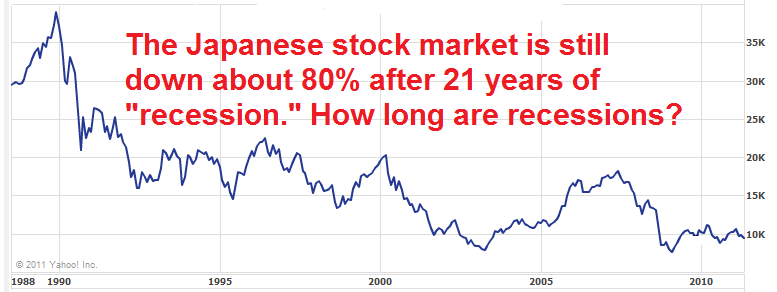 The Japanese stock market is still
down about 80% after 21 years of
"recession." How long are recessions?
35K
30K
25K
20K
15K
10K
© 2011 Yahoo! Inc.
1988 1990 1995 2000 2005 2010